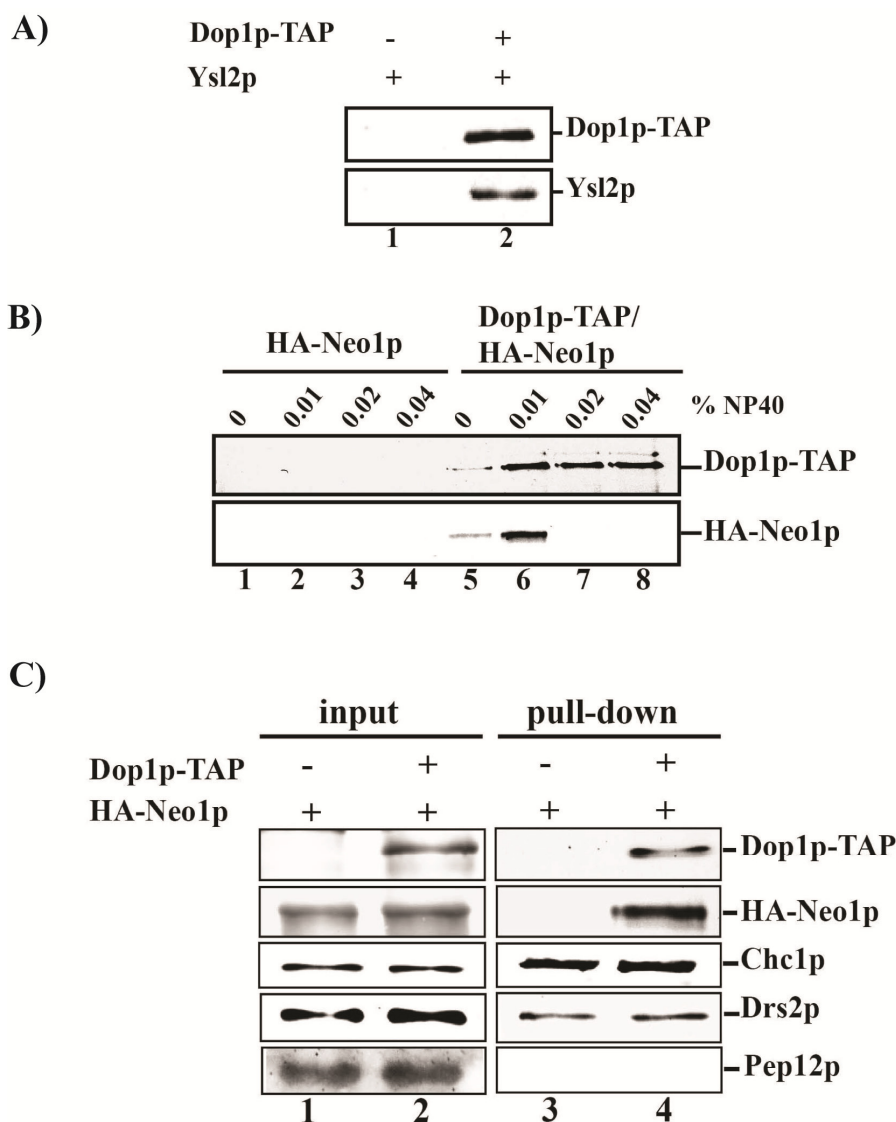 A)
Dop1p-TAP - +
Ysl2p + +
Dop1p-TAP
Ysl2p
1 2
B)
HA-Neo1p
Dop1p-TAP/
HA-Neo1p
0 0.01 0.02 0.04 0 0.01 0.02 0.04 % NP40
Dop1p-TAP
HA-Neo1p
1 2 3 4 5 6 7 8
C)
input pull-down
Dop1p-TAP - + - +
HA-Neo1p + + + +
Dop1p-TAP
HA-Neo1p
Chc1p
Drs2p
Pep12p
1 2 3 4